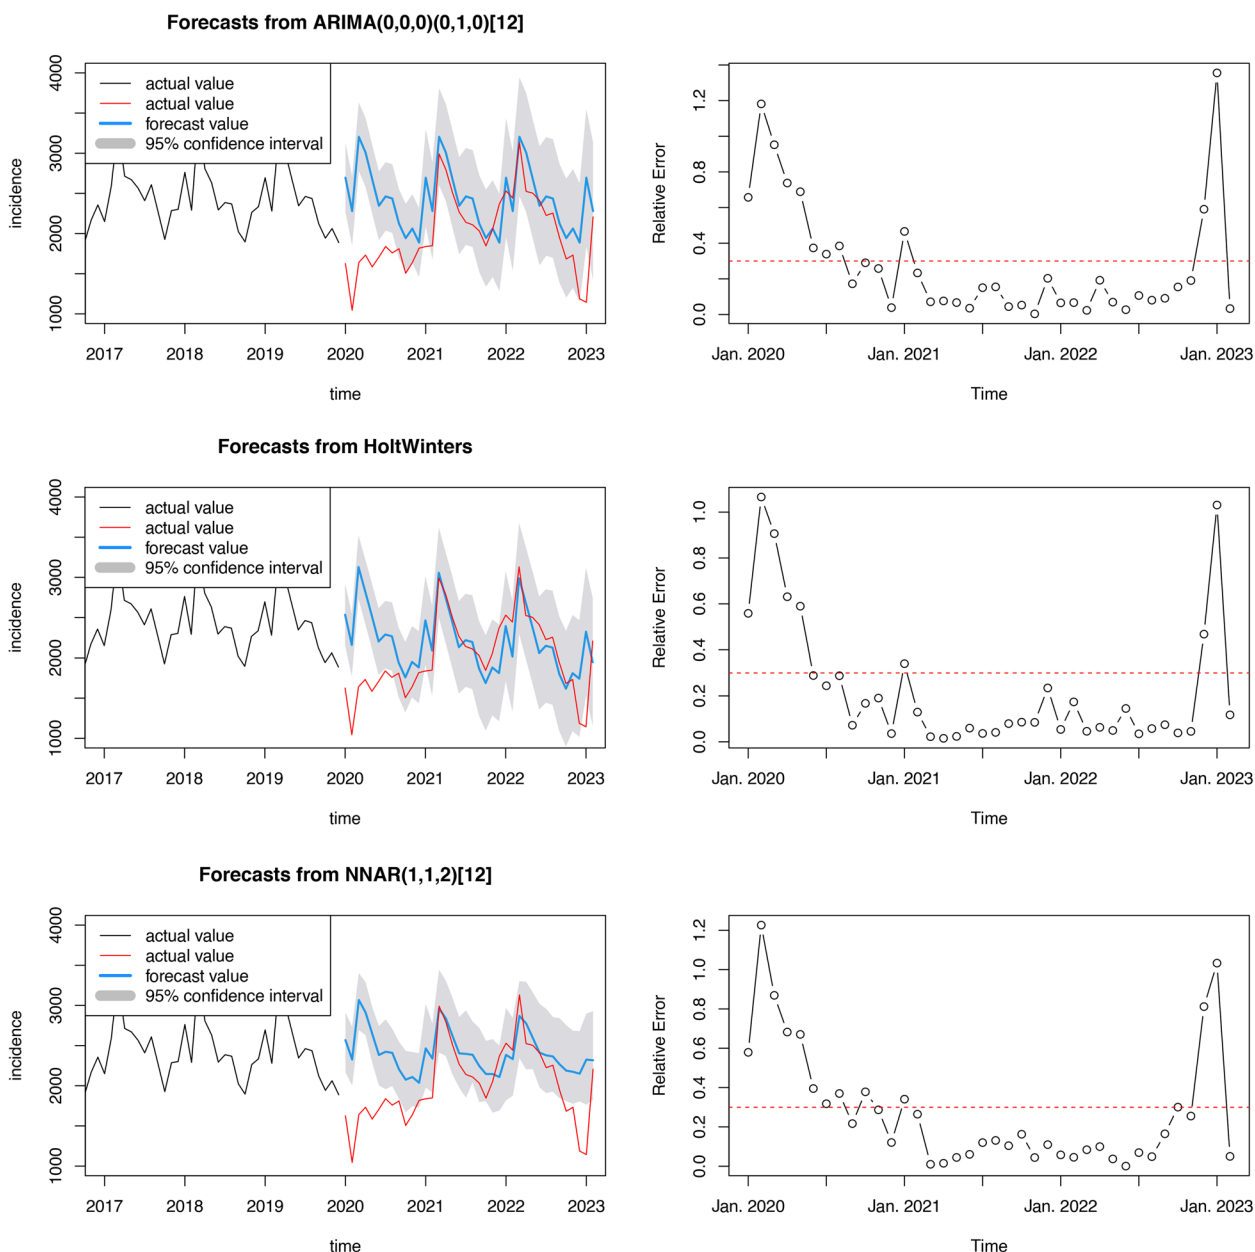 Forecasts from ARIMA(0,0,0)(0,1,0)[12]
4000
3000
2000
1000
incidence
actual value
actual value
forecast value
95% confidence interval
2017 2018 2019 2020 2021 2022 2023
time
1.2
0.8
0.4
0.0
Relative Error
Jan. 2020 Jan. 2021 Jan. 2022 Jan. 2023
Time
Forecasts from HoltWinters
4000
3000
2000
1000
incidence
actual value
actual value
forecast value
95% confidence interval
2017 2018 2019 2020 2021 2022 2023
time
1.0
0.8
0.6
0.4
0.2
0.0
Relative Error
Jan. 2020 Jan. 2021 Jan. 2022 Jan. 2023
Time
Forecasts from NNAR(1,1,2)[12]
4000
3000
2000
1000
incidence
actual value
actual value
forecast value
95% confidence interval
2017 2018 2019 2020 2021 2022 2023
time
1.2
1.0
0.8
0.6
0.4
0.2
0.0
Relative Error
Jan. 2020 Jan. 2021 Jan. 2022 Jan. 2023
Time